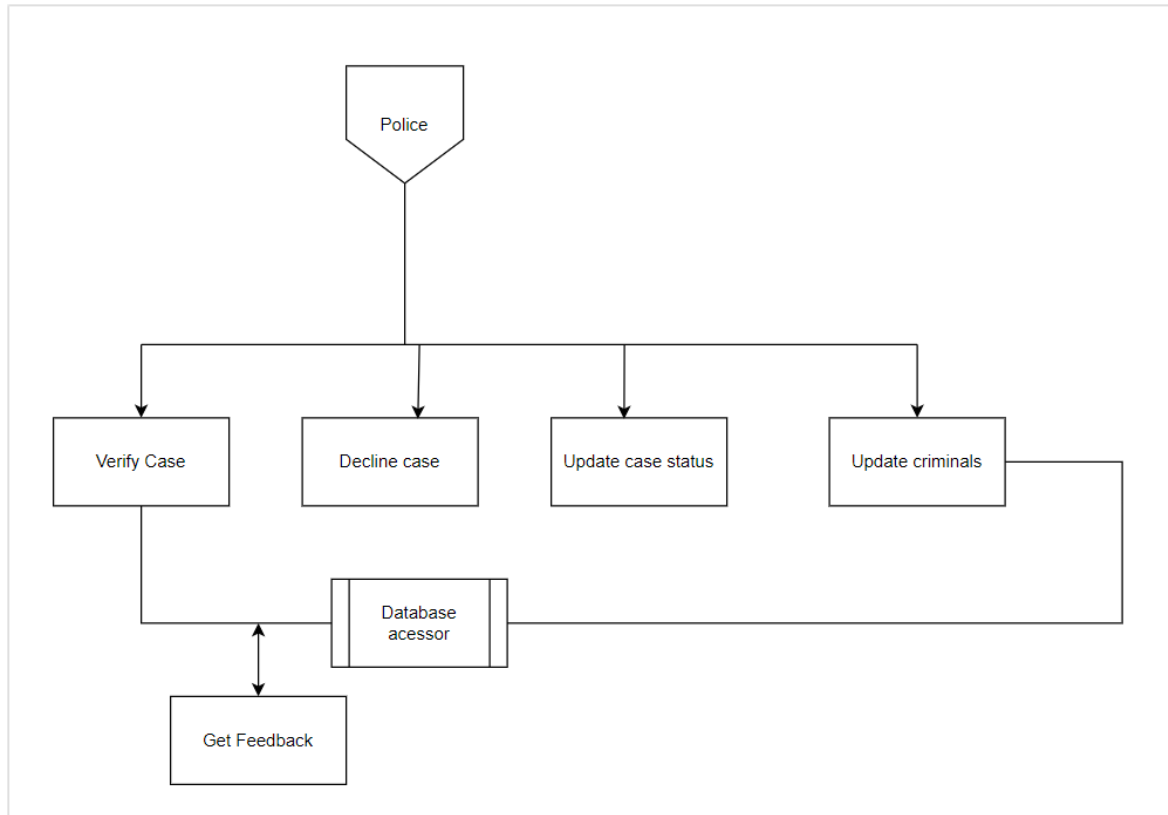 Police
Verify Case
Decline case
Update case status
Update criminals
Database
acessor
Get Feedback